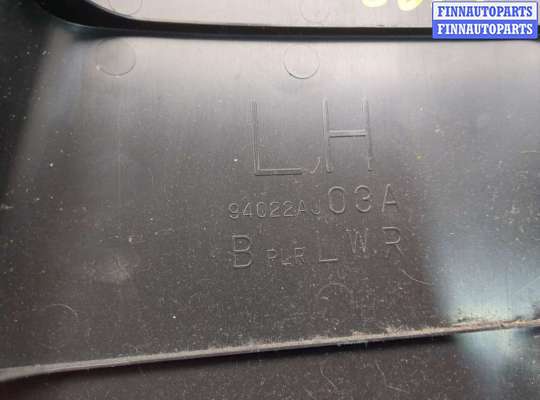 FINNAUTOPARTS
FINNAUTOPARTS
LH
94022AJ03A
B PLR LWR